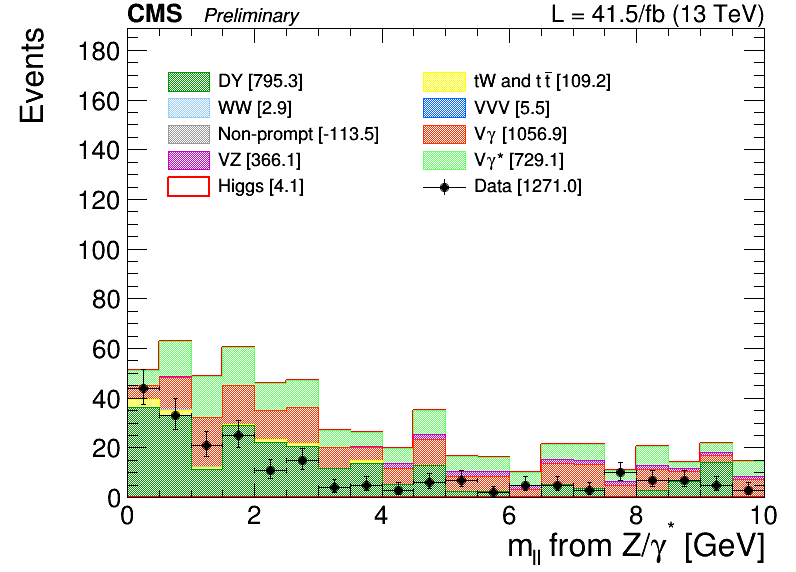 CMS Preliminary L = 41.5/fb (13 TeV)
Events
180
160
140
120
100
80
60
40
20
0
DY [795.3]
WW [2.9]
Non-prompt [-113.5]
VZ [366.1]
Higgs [4.1]
tW and tt̅ [109.2]
VVV [5.5]
Vγ [1056.9]
Vγ* [729.1]
Data [1271.0]
0 2 4 6 8 10
m_ll from Z/γ* [GeV]